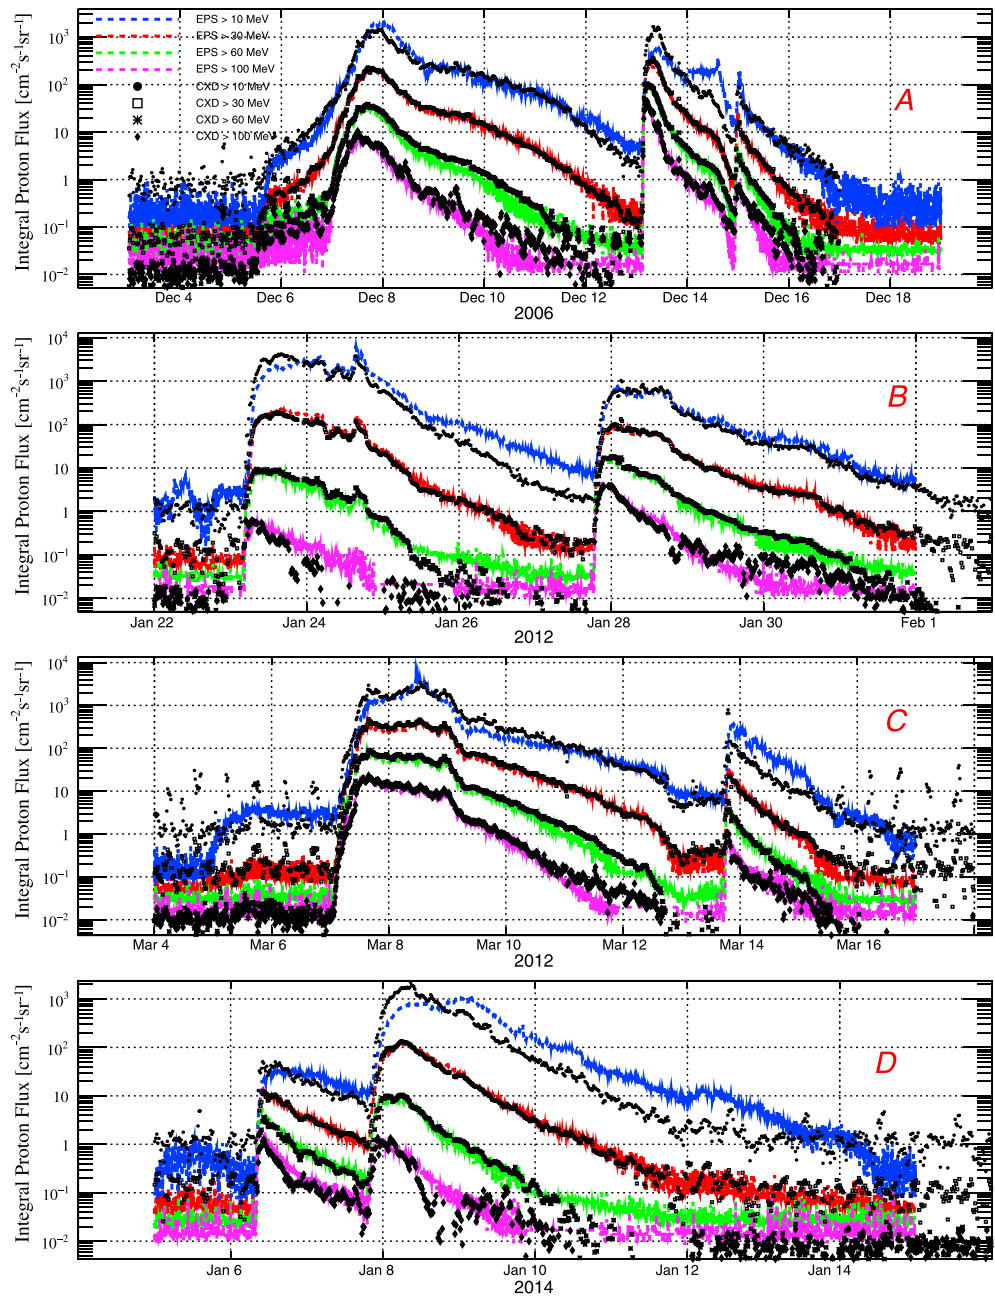 EPS > 10 MeV
EPS > 30 MeV
EPS > 60 MeV
EPS > 100 MeV
CXD > 10 MeV
CXD > 30 MeV
CXD > 60 MeV
CXD > 100 MeV
A
Integral Proton Flux [cm⁻²s⁻¹sr⁻¹]
10³
10²
10
1
10⁻¹
10⁻²
Dec 4 Dec 6 Dec 8 Dec 10 Dec 12 Dec 14 Dec 16 Dec 18
2006
B
Integral Proton Flux [cm⁻²s⁻¹sr⁻¹]
10⁴
10³
10²
10
1
10⁻¹
10⁻²
Jan 22 Jan 24 Jan 26 Jan 28 Jan 30 Feb 1
2012
C
Integral Proton Flux [cm⁻²s⁻¹sr⁻¹]
10⁴
10³
10²
10
1
10⁻¹
10⁻²
Mar 4 Mar 6 Mar 8 Mar 10 Mar 12 Mar 14 Mar 16
2012
D
Integral Proton Flux [cm⁻²s⁻¹sr⁻¹]
10³
10²
10
1
10⁻¹
10⁻²
Jan 6 Jan 8 Jan 10 Jan 12 Jan 14
2014